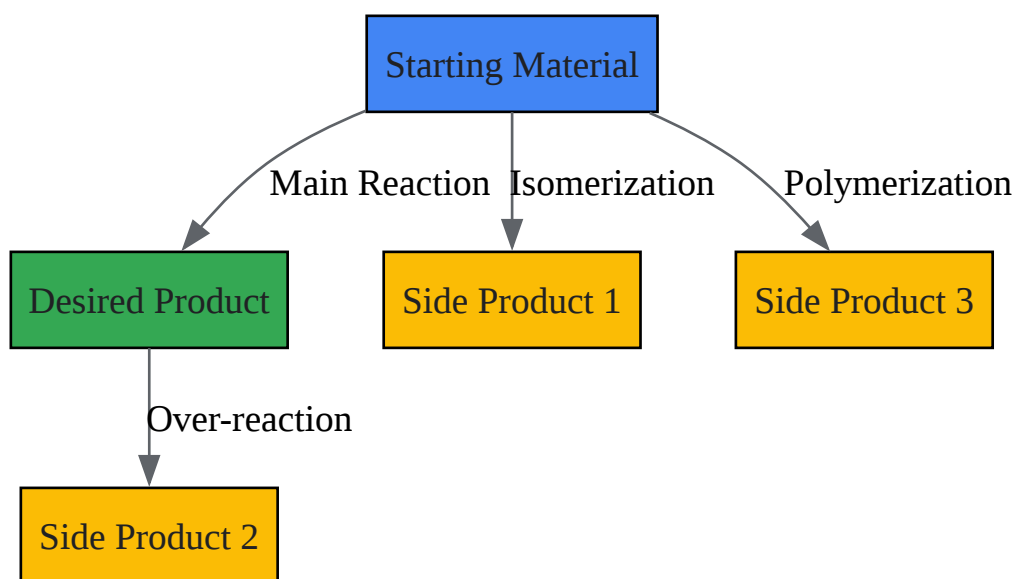 Starting Material
Main Reaction
Isomerization
Polymerization
Desired Product
Side Product 1
Side Product 3
Over-reaction
Side Product 2